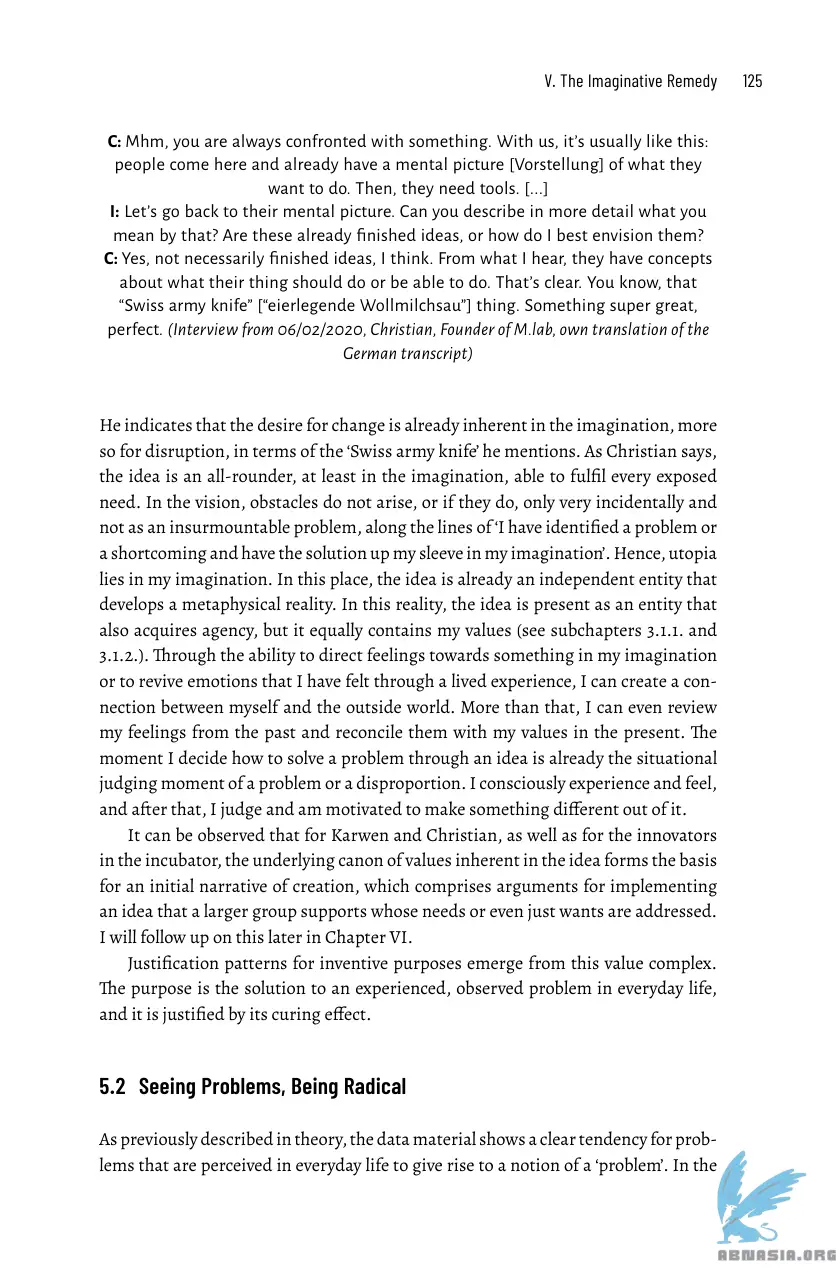 V. The Imaginative Remedy 125
C: Mhm, you are always confronted with something. With us, it’s usually like this:
people come here and already have a mental picture [Vorstellung] of what they
want to do. Then, they need tools. [...]
I: Let’s go back to their mental picture. Can you describe in more detail what you
mean by that? Are these already finished ideas, or how do I best envision them?
C: Yes, not necessarily finished ideas, I think. From what I hear, they have concepts
about what their thing should do or be able to do. That’s clear. You know, that
“Swiss army knife” [“eierlegende Wollmilchsau”] thing. Something super great,
perfect. (Interview from 06/02/2020, Christian, Founder of M.lab, own translation of the
German transcript)
He indicates that the desire for change is already inherent in the imagination, more
so for disruption, in terms of the ‘Swiss army knife’ he mentions. As Christian says,
the idea is an all-rounder, at least in the imagination, able to fulfil every exposed
need. In the vision, obstacles do not arise, or if they do, only very incidentally and
not as an insurmountable problem, along the lines of ‘I have identified a problem or
a shortcoming and have the solution up my sleeve in my imagination’. Hence, utopia
lies in my imagination. In this place, the idea is already an independent entity that
develops a metaphysical reality. In this reality, the idea is present as an entity that
also acquires agency, but it equally contains my values (see subchapters 3.1.1. and
3.1.2.). Through the ability to direct feelings towards something in my imagination
or to revive emotions that I have felt through a lived experience, I can create a con-
nection between myself and the outside world. More than that, I can even review
my feelings from the past and reconcile them with my values in the present. The
moment I decide how to solve a problem through an idea is already the situational
judging moment of a problem or a disproportion. I consciously experience and feel,
and after that, I judge and am motivated to make something different out of it.
It can be observed that for Karwen and Christian, as well as for the innovators
in the incubator, the underlying canon of values inherent in the idea forms the basis
for an initial narrative of creation, which comprises arguments for implementing
an idea that a larger group supports whose needs or even just wants are addressed.
I will follow up on this later in Chapter VI.
Justification patterns for inventive purposes emerge from this value complex.
The purpose is the solution to an experienced, observed problem in everyday life,
and it is justified by its curing effect.
5.2 Seeing Problems, Being Radical
As previously described in theory, the data material shows a clear tendency for prob-
lems that are perceived in everyday life to give rise to a notion of a ‘problem’. In the
ABNASIA.ORG